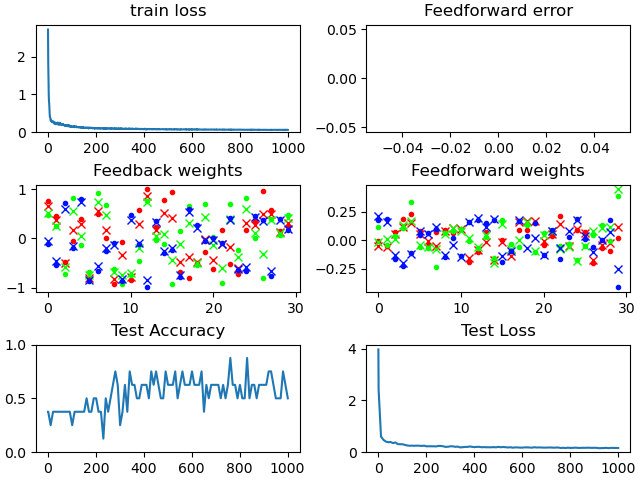 train loss
Feedforward error
2
1
0
0 200 400 600 800 1000
0.05
0.00
−0.05
−0.04 −0.02 0.00 0.02 0.04
Feedback weights
Feedforward weights
1
0
−1
0 10 20 30
0.25
0.00
−0.25
0 10 20 30
Test Accuracy
Test Loss
1.0
0.5
0.0
0 200 400 600 800 1000
4
2
0
0 200 400 600 800 1000